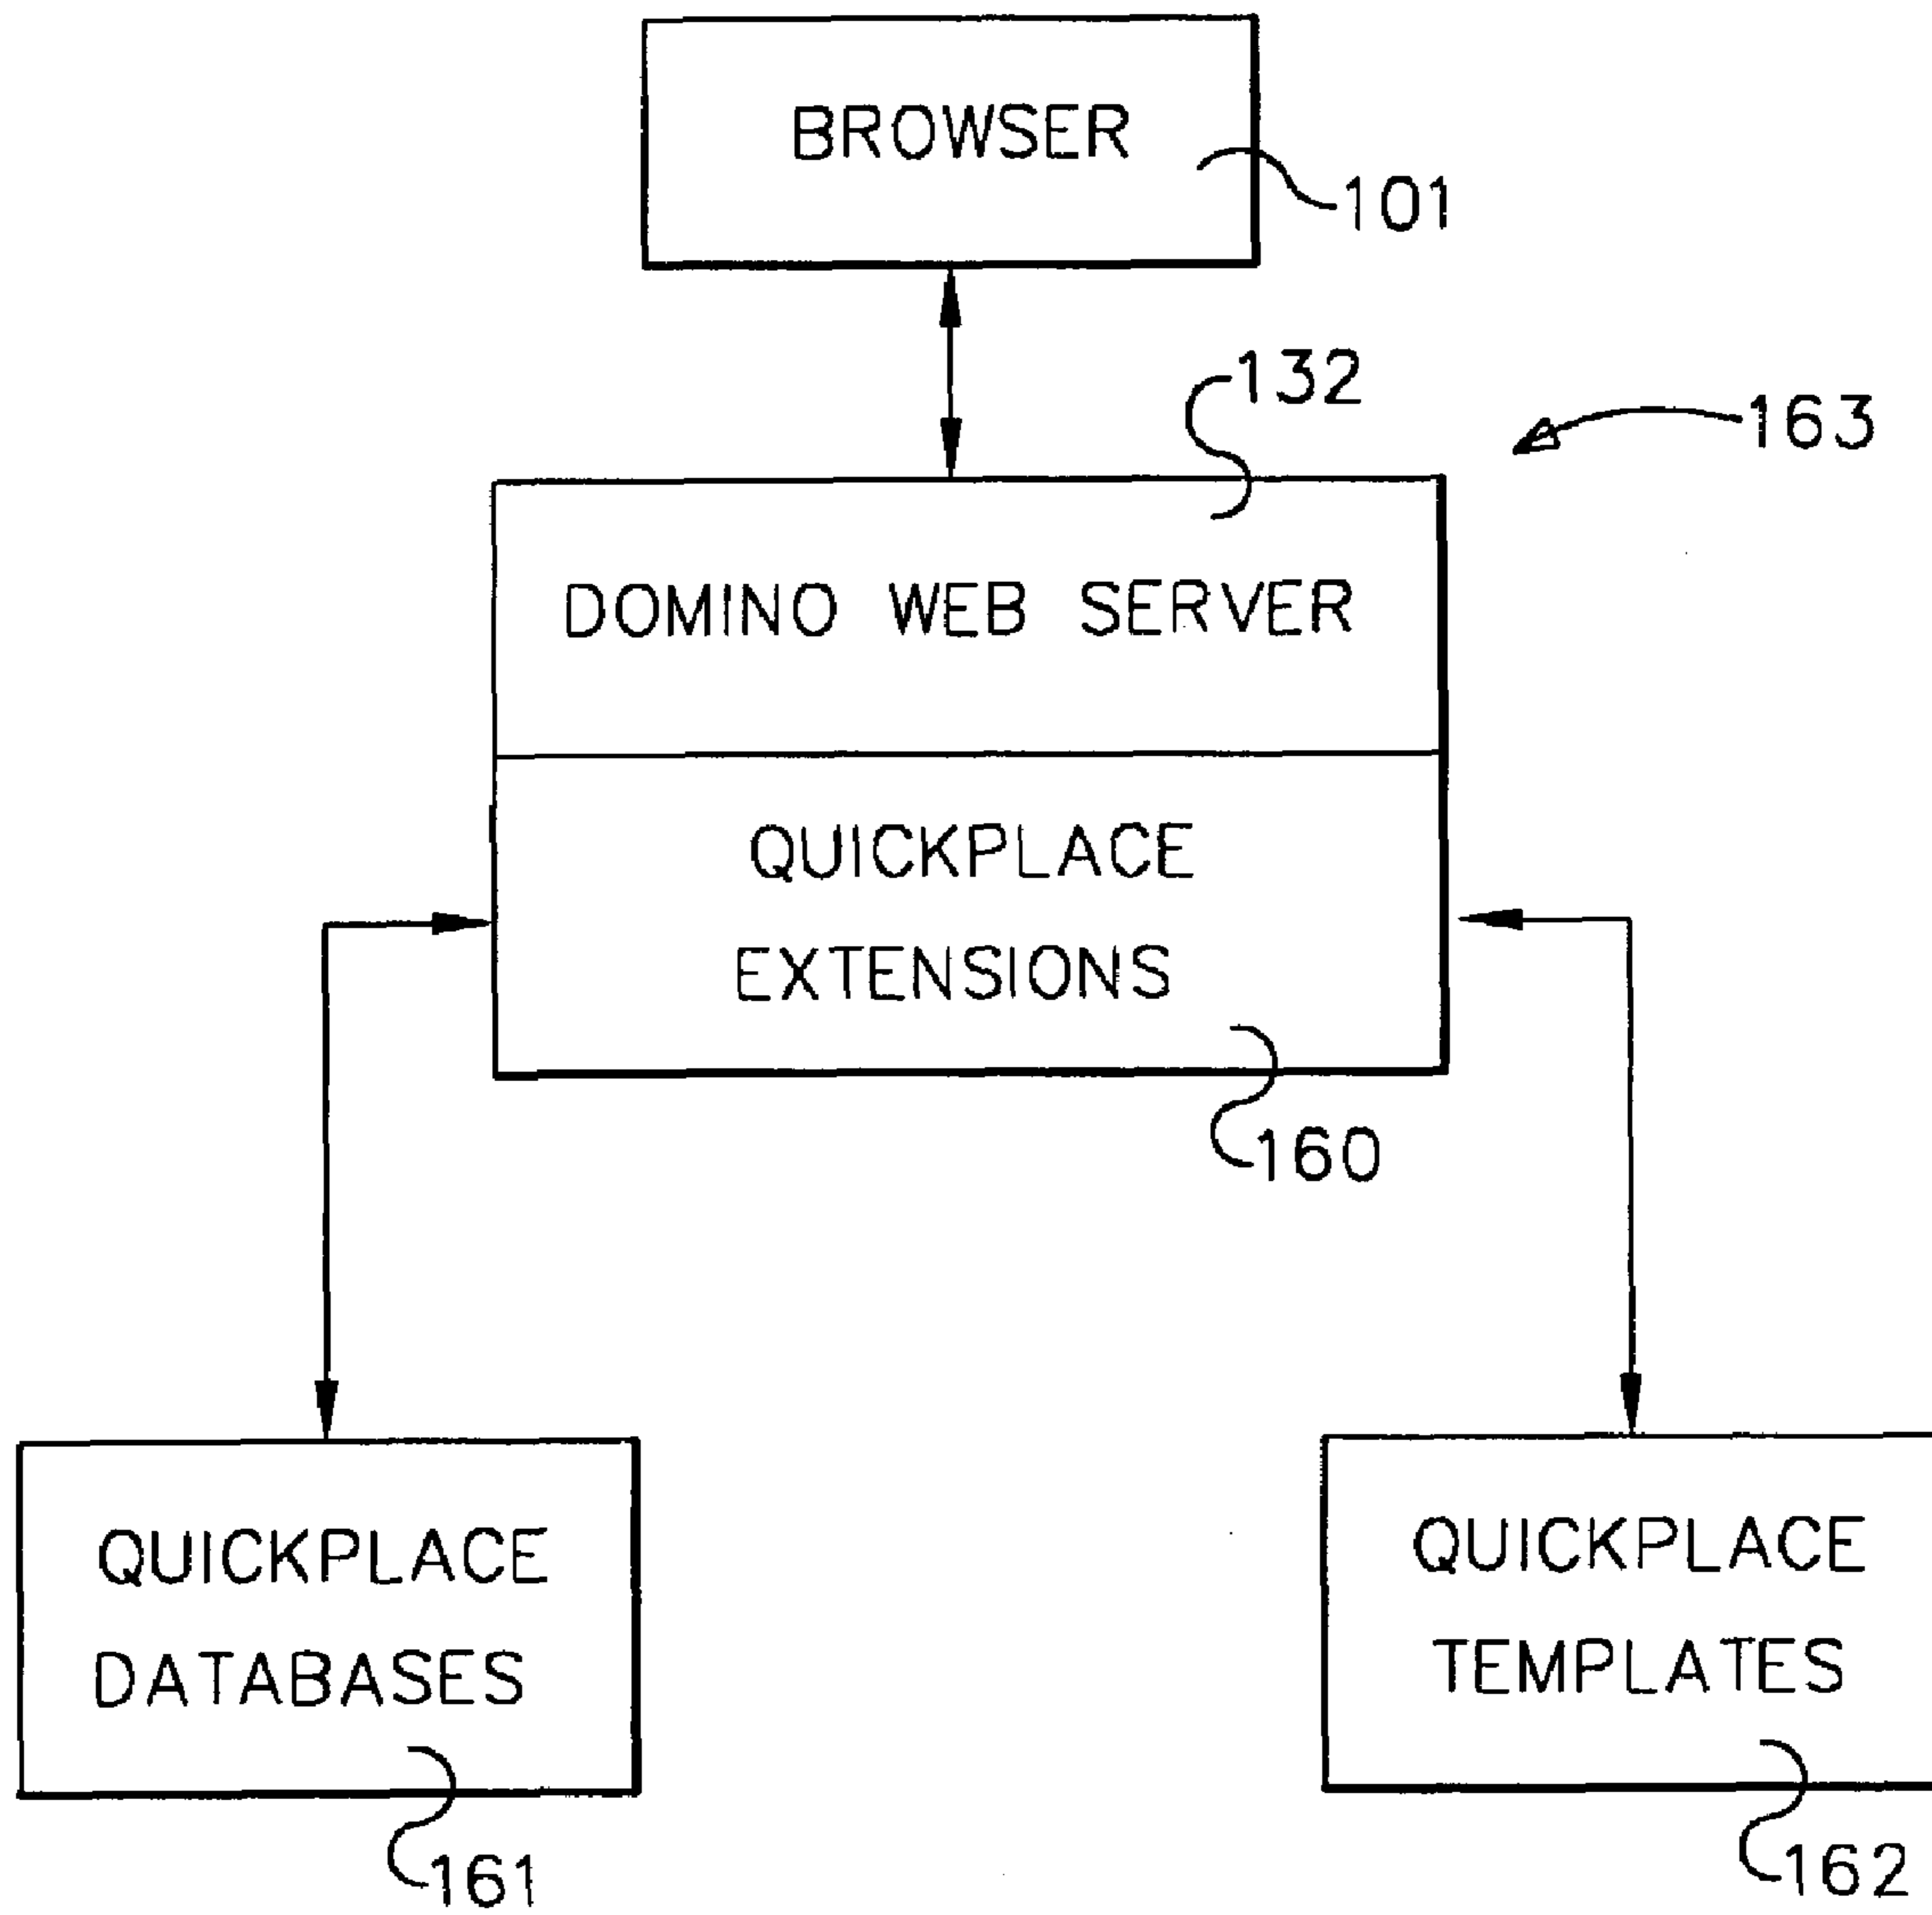 BROWSER
101
132
163
DOMINO WEB SERVER
QUICKPLACE
EXTENSIONS
160
QUICKPLACE
DATABASES
161
QUICKPLACE
TEMPLATES
162